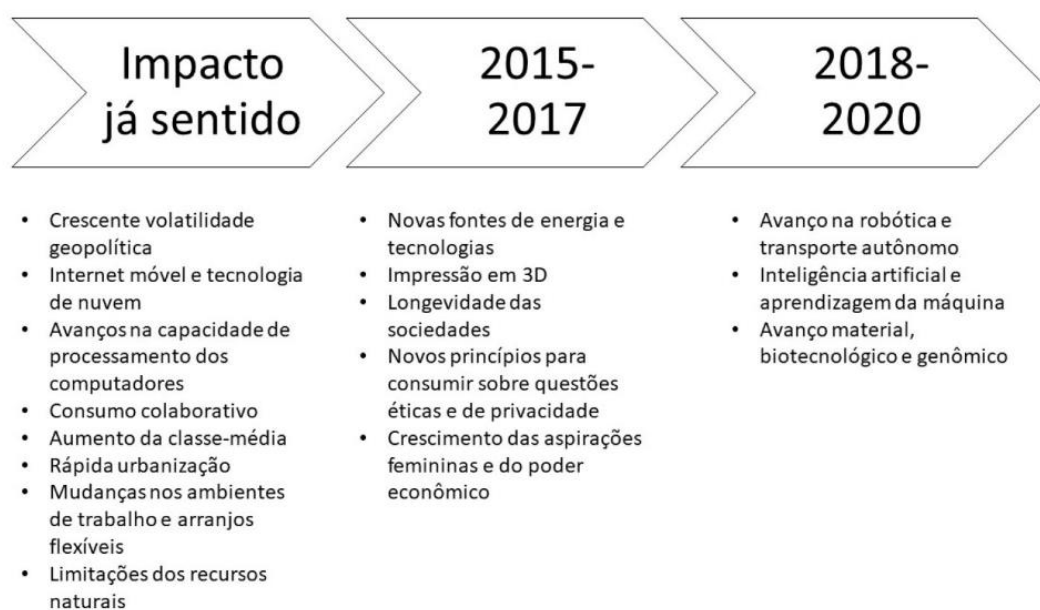 Impacto
já sentido
2015-
2017
2018-
2020
• Crescente volatilidade
geopolítica
• Internet móvel e tecnologia
de nuvem
• Avanços na capacidade de
processamento dos
computadores
• Consumo colaborativo
• Aumento da classe-média
• Rápida urbanização
• Mudanças nos ambientes
de trabalho e arranjos
flexíveis
• Limitações dos recursos
naturais
• Novas fontes de energia e
tecnologias
• Impressão em 3D
• Longevidade das
sociedades
• Novos princípios para
consumir sobre questões
éticas e de privacidade
• Crescimento das aspirações
femininas e do poder
econômico
• Avanço na robótica e
transporte autônomo
• Inteligência artificial e
aprendizagem da máquina
• Avanço material,
biotecnológico e genômico